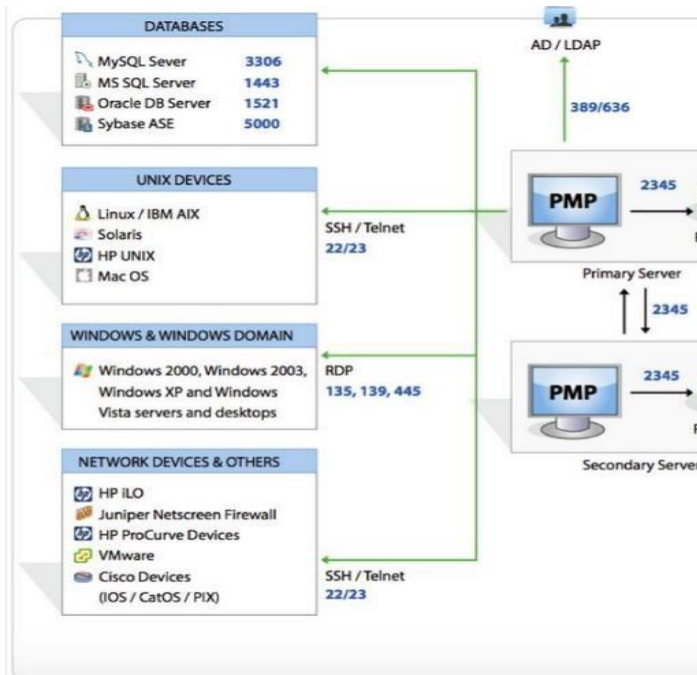 DATABASES
MySQL Sever 3306
MS SQL Server 1443
Oracle DB Server 1521
Sybase ASE 5000
UNIX DEVICES
Linux / IBM AIX
Solaris
HP UNIX
Mac OS
SSH / Telnet
22/23
WINDOWS & WINDOWS DOMAIN
Windows 2000, Windows 2003,
Windows XP and Windows
Vista servers and desktops
RDP
135, 139, 445
NETWORK DEVICES & OTHERS
HP iLO
Juniper Netscreen Firewall
HP ProCurve Devices
VMware
Cisco Devices
(IOS / CatOS / PIX)
SSH / Telnet
22/23
AD / LDAP
389/636
PMP
2345
Primary Server
2345
PMP
2345
Secondary Server